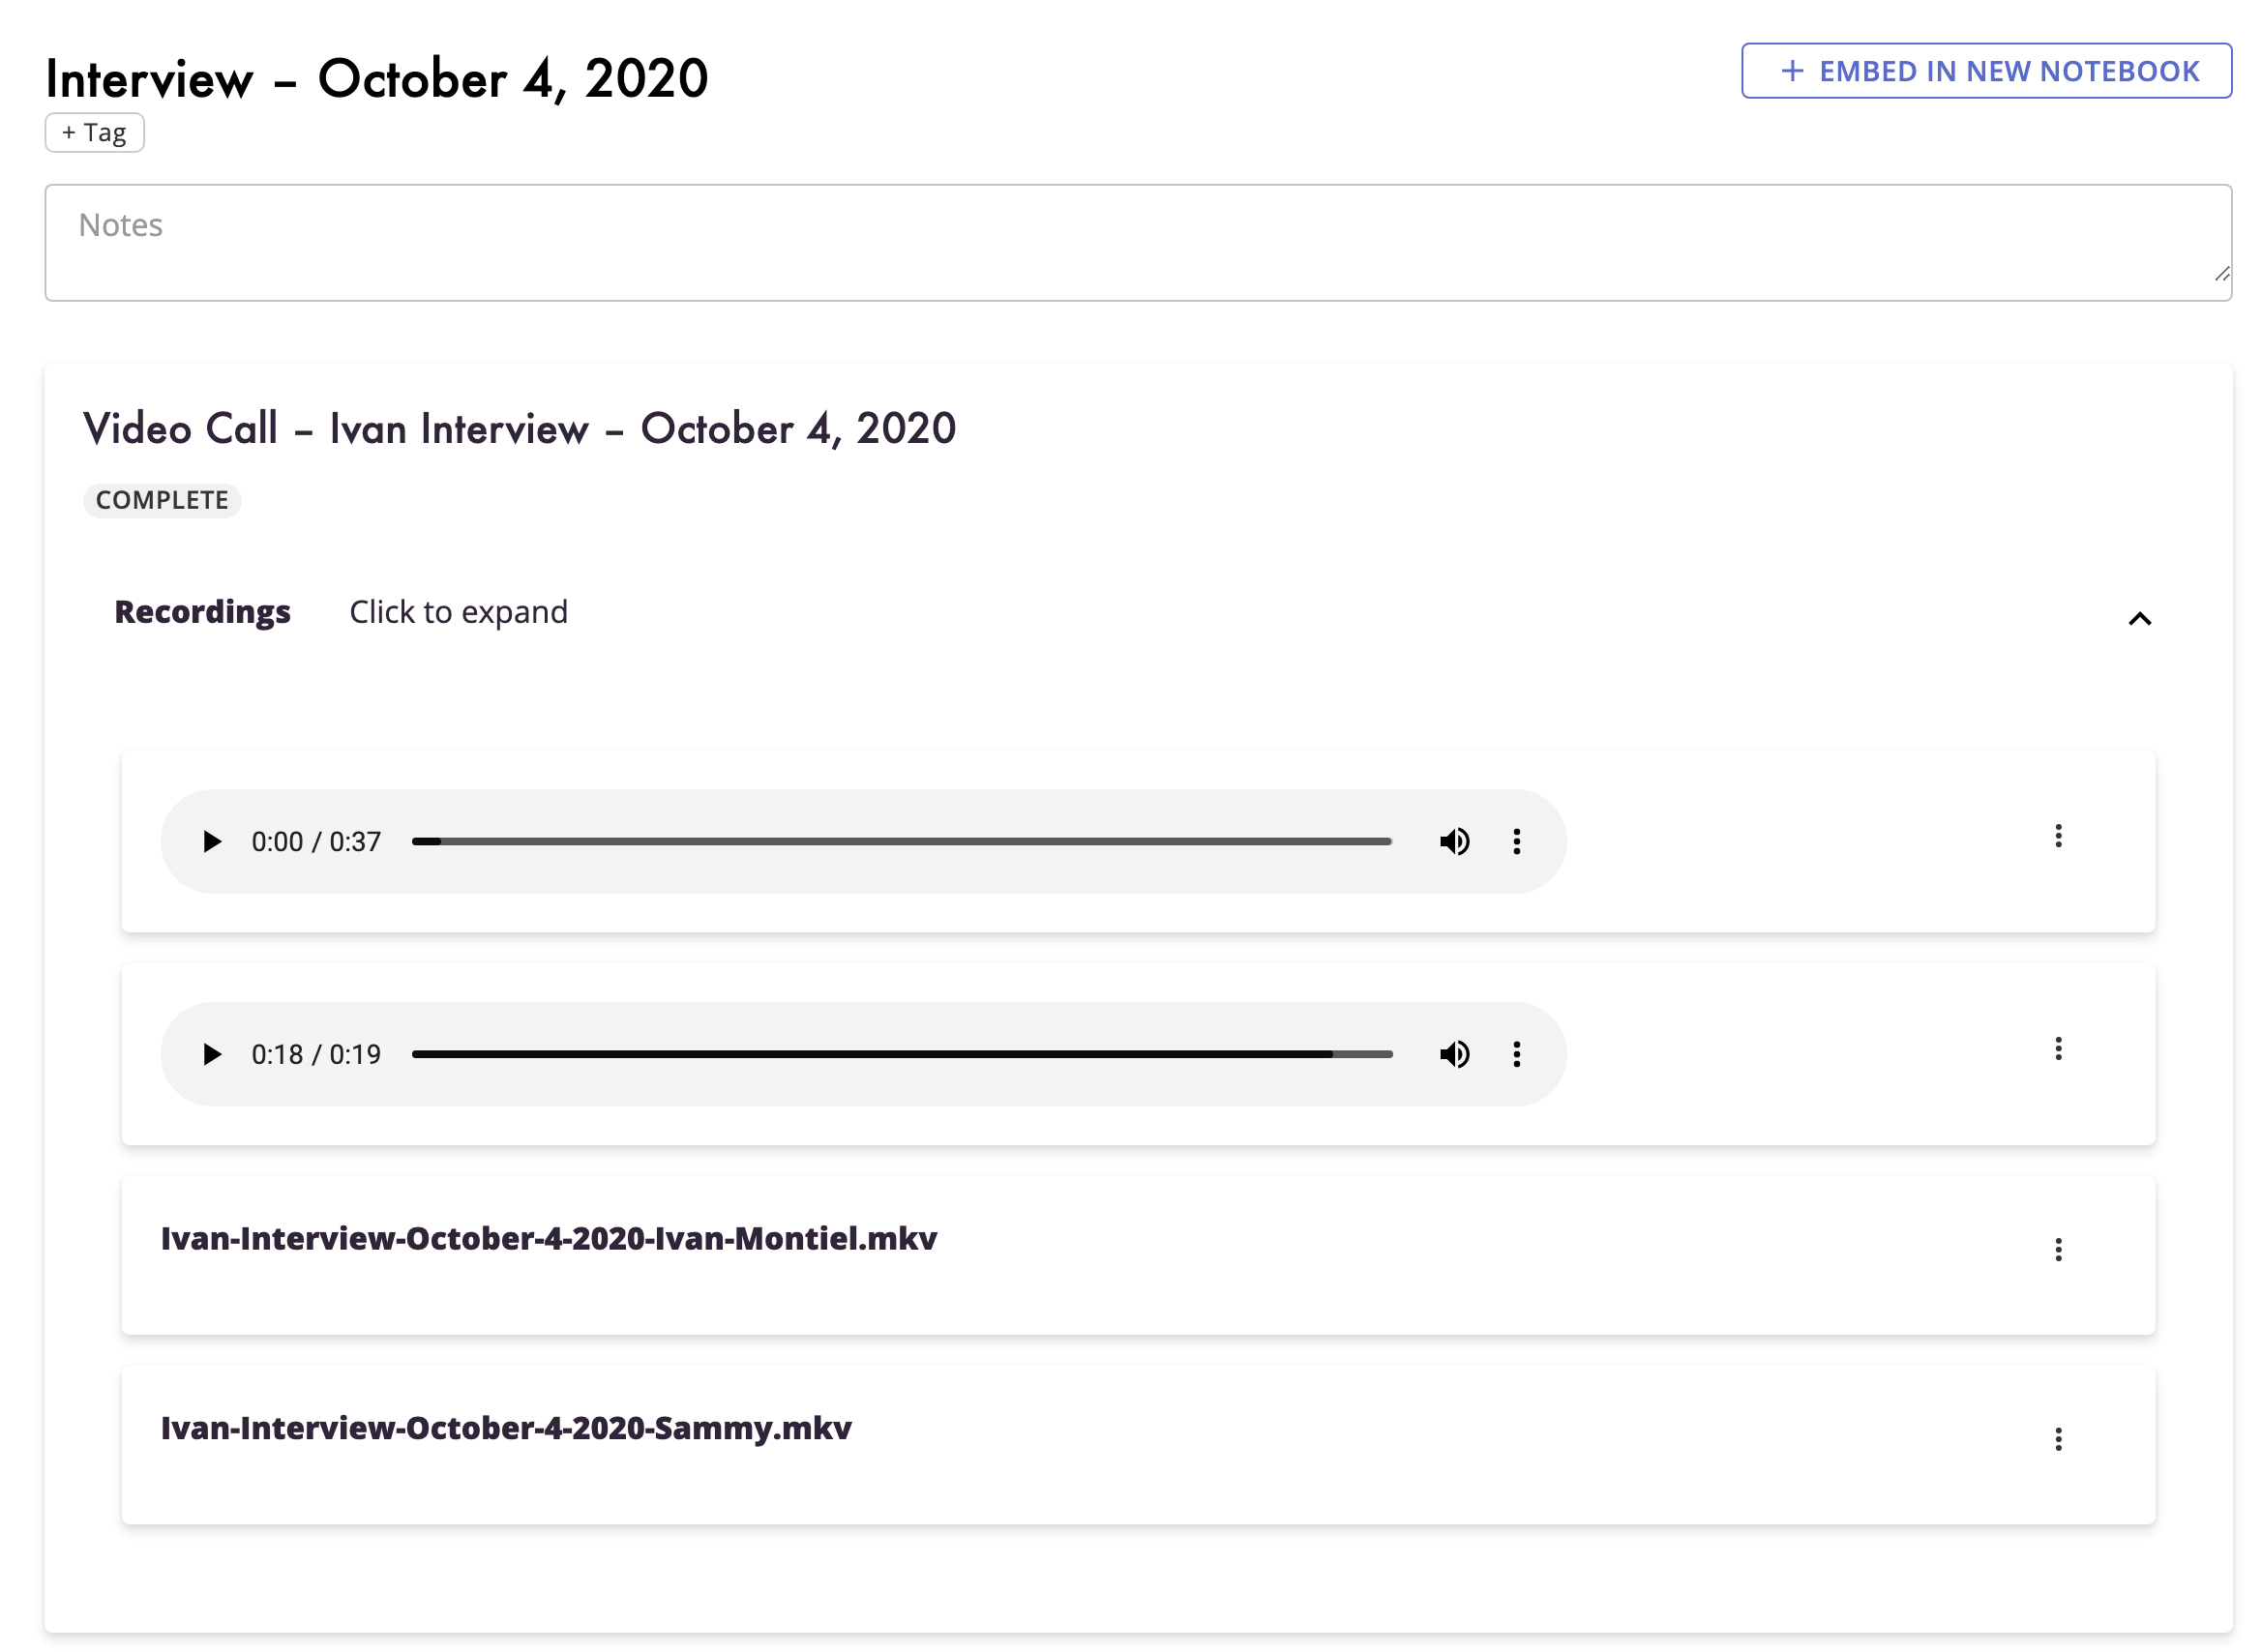 Interview – October 4, 2020
+ EMBED IN NEW NOTEBOOK
+ Tag
Notes
Video Call – Ivan Interview – October 4, 2020
COMPLETE
Recordings Click to expand
0:00 / 0:37
0:18 / 0:19
Ivan-Interview-October-4-2020-Ivan-Montiel.mkv
Ivan-Interview-October-4-2020-Sammy.mkv